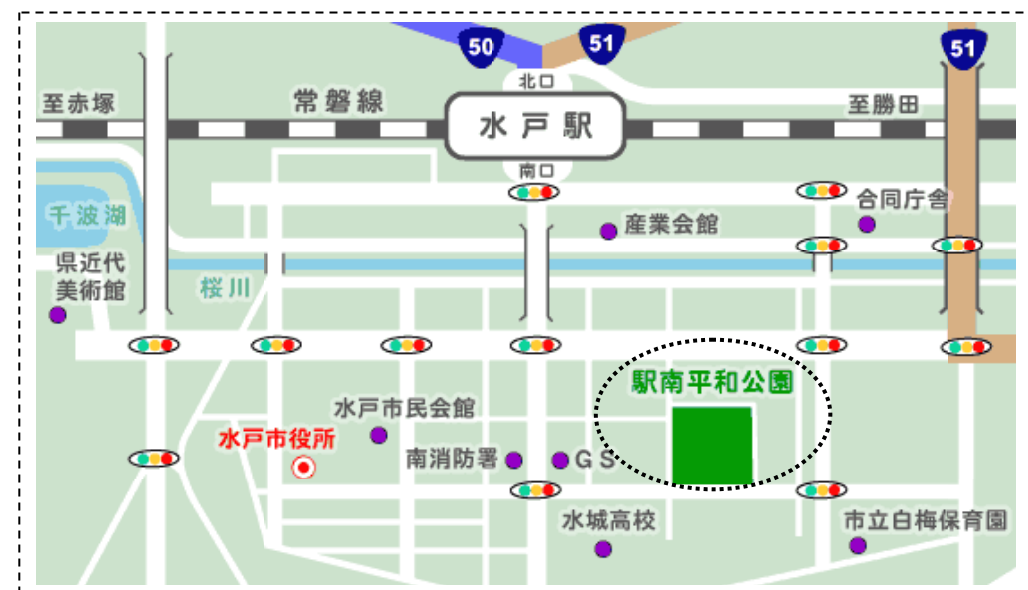 50
51
51
北口
至赤塚
常磐線
水戸駅
至勝田
南口
千波湖
産業会館
合同庁舎
県近代
美術館
桜川
駅南平和公園
水戸市民会館
水戸市役所
南消防署
GS
水城高校
市立白梅保育園